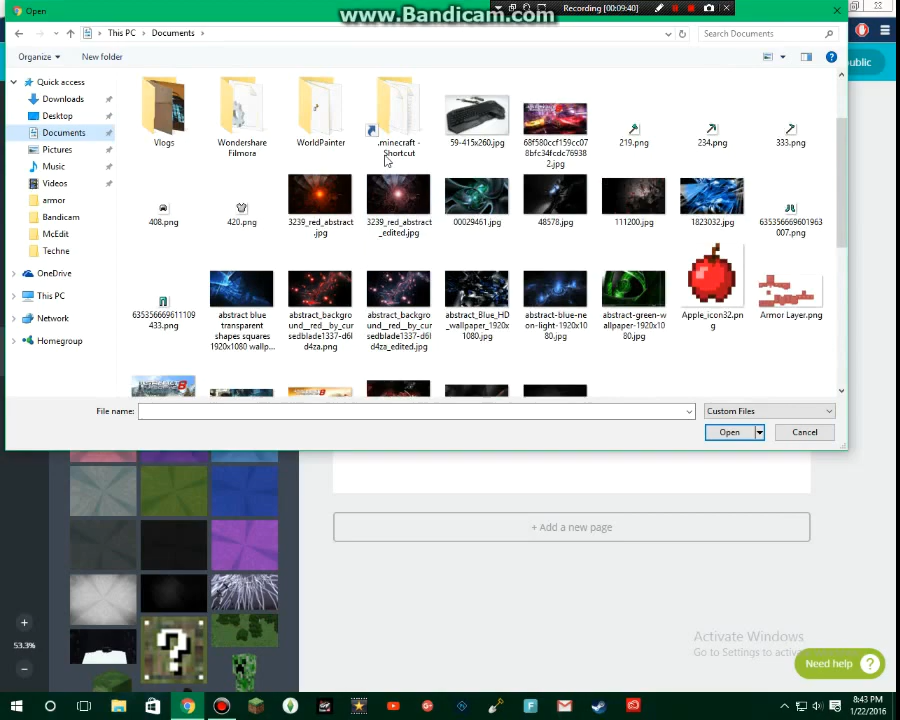 Open
www.Bandicam.com
Recording [00:09:40]
This PC > Documents >
Search Documents
Organize
New folder
Quick access
Downloads
Desktop
Documents
Pictures
Music
Videos
armor
Bandicam
McEdit
Techne
OneDrive
This PC
Network
Homegroup
Vlogs
Wondershare
Filmora
WorldPainter
.minecraft -
Shortcut
59-415x260.jpg
68f580ccf159cc07
8bfc34fcdc76938
2.jpg
219.png
234.png
333.png
408.png
420.png
3239_red_abstract
.jpg
3239_red_abstract
_edited.jpg
00029461.jpg
48578.jpg
111200.jpg
1823032.jpg
635356669601963
007.png
635356669611109
433.png
abstract blue
transparent
shapes squares
1920x1080 wallp...
abstract_backgro
und__red__by_cur
sedblade1337-d6l
d4za.png
abstract_backgro
und__red__by_cur
sedblade1337-d6l
d4za_edited.jpg
abstract_Blue_HD
_wallpaper_1920x
1080.jpg
abstract-blue-ne
on-light-1920x10
80.jpg
abstract-green-w
allpaper-1920x10
80.jpg
Apple_icon32.pn
g
Armor Layer.png
File name:
Custom Files
Open
Cancel
public
+ Add a new page
53.3%
Activate Windows
Go to Settings to activa
Need help ?
8:43 PM
1/22/2016